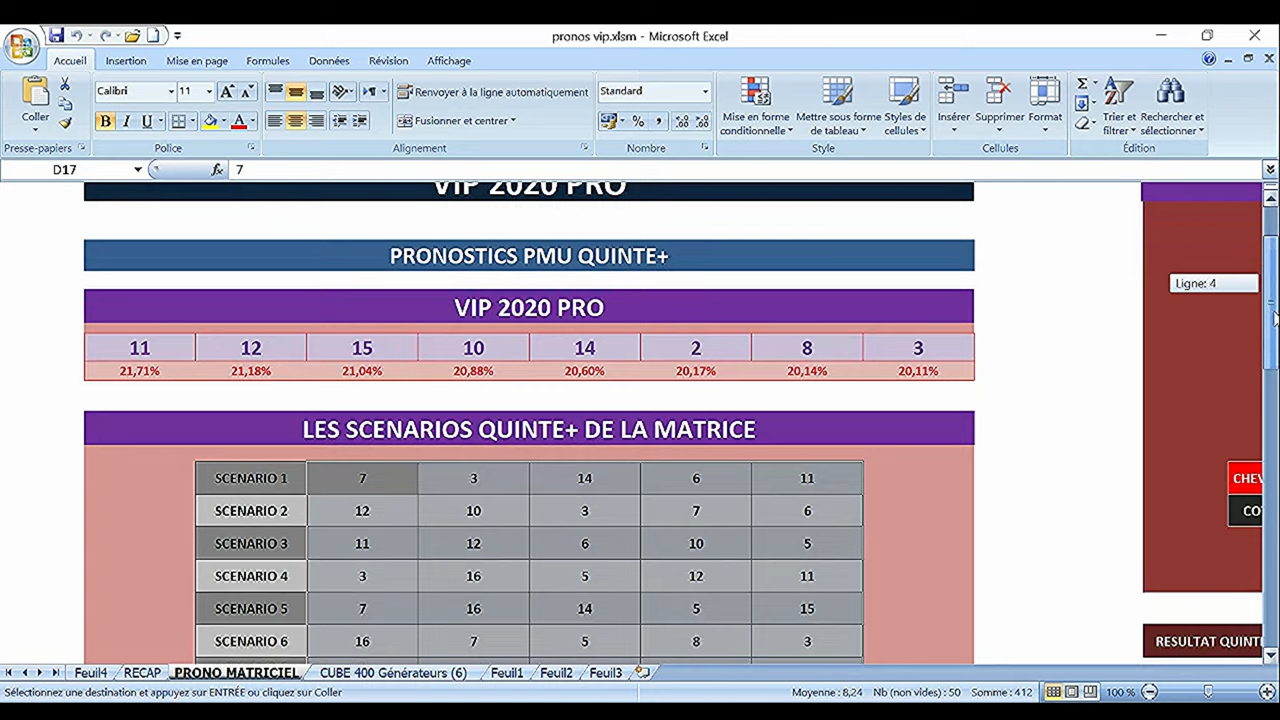 pronos vip.xlsm - Microsoft Excel
Accueil Insertion Mise en page Formules Données Révision Affichage
Calibri 11 Renvoyer à la ligne automatiquement Standard
Coller Fusionner et centrer Mise en forme conditionnelle Mettre sous forme de tableau Styles de cellules Insérer Supprimer Format Trier et filtrer Rechercher et sélectionner
Presse-papiers Police Alignement Nombre Style Cellules Édition
D17 fx 7
VIP 2020 PRO
PRONOSTICS PMU QUINTE+
Ligne: 4
VIP 2020 PRO
11 12 15 10 14 2 8 3
21,71% 21,18% 21,04% 20,88% 20,60% 20,17% 20,14% 20,11%
LES SCENARIOS QUINTE+ DE LA MATRICE
SCENARIO 1 7 3 14 6 11 CHEV
SCENARIO 2 12 10 3 7 6 CO
SCENARIO 3 11 12 6 10 5
SCENARIO 4 3 16 5 12 11
SCENARIO 5 7 16 14 5 15
SCENARIO 6 16 7 5 8 3 RESULTAT QUINT
Feuil4 RECAP PRONO MATRICIEL CUBE 400 Générateurs (6) Feuil1 Feuil2 Feuil3
Sélectionnez une destination et appuyez sur ENTRÉE ou cliquez sur Coller Moyenne : 8,24 Nb (non vides) : 50 Somme : 412 100 %